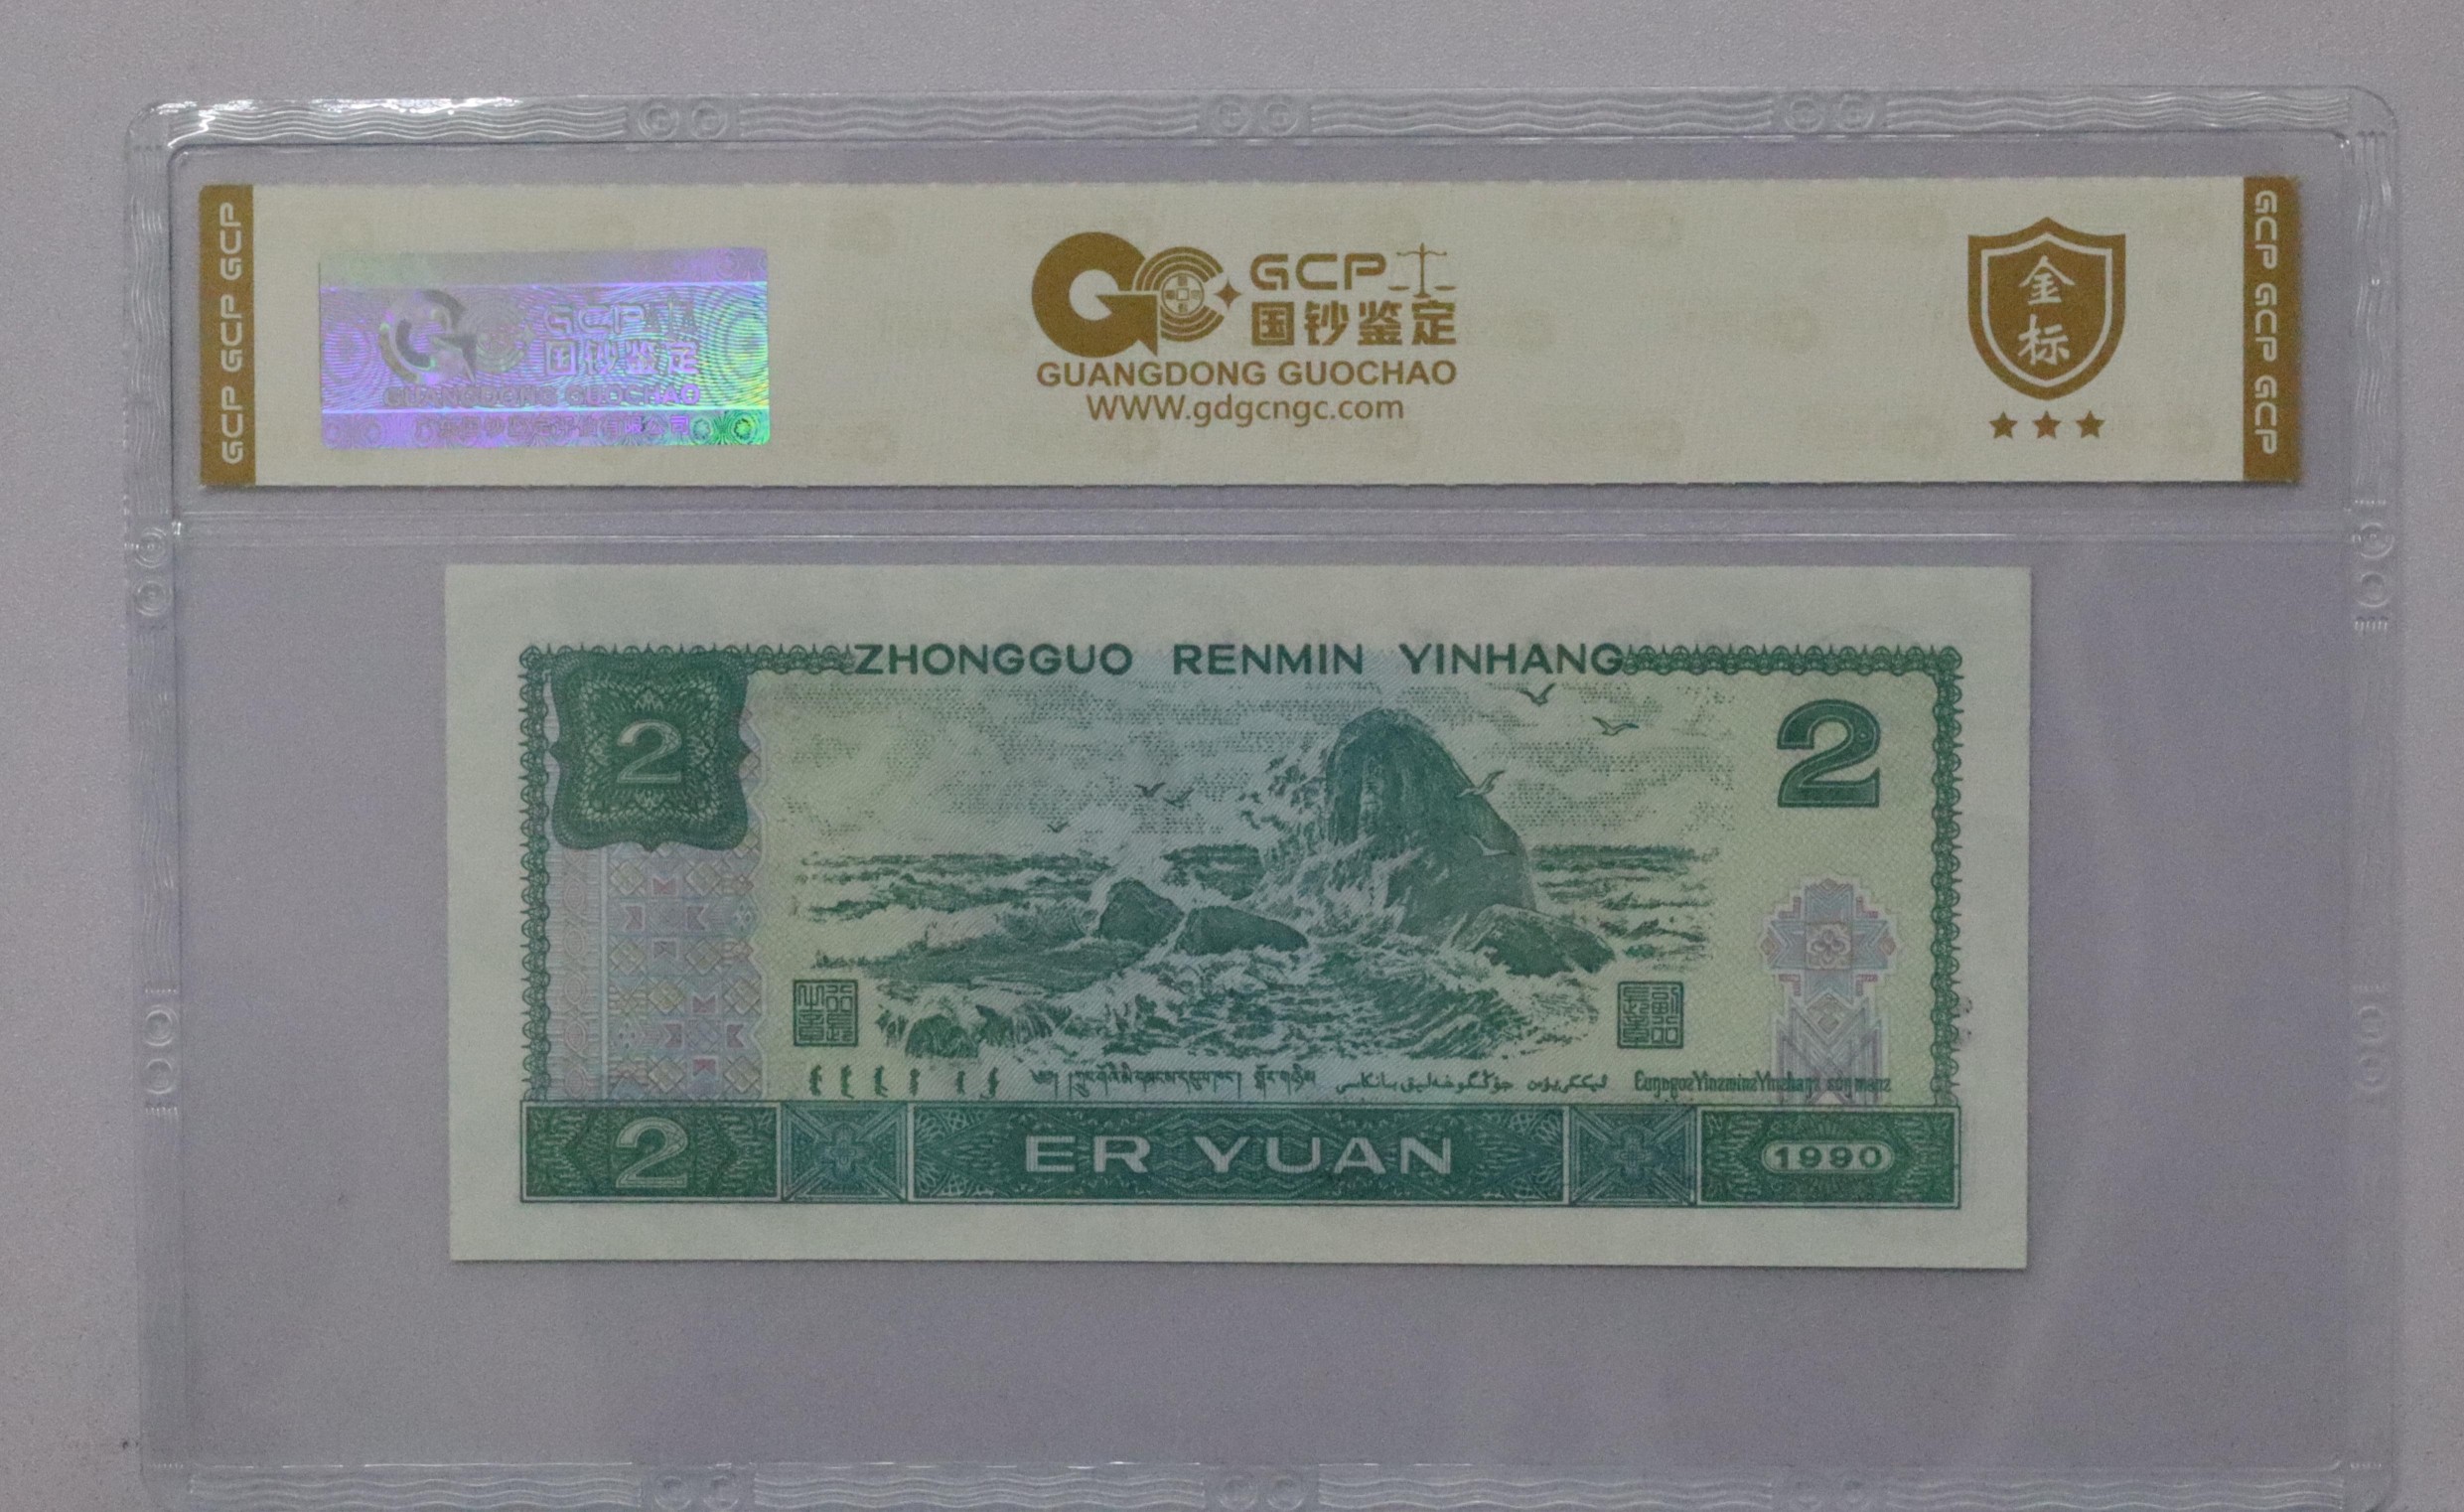 GCP GCP GCP
GCP
国钞鉴定
GUANGDONG GUOCHAO
GCP
国钞鉴定
GUANGDONG GUOCHAO
WWW.gdgcngc.com
金
标
GCP GCP GCP
ZHONGGUO RENMIN YINHANG
2
2
2
ER YUAN
1990